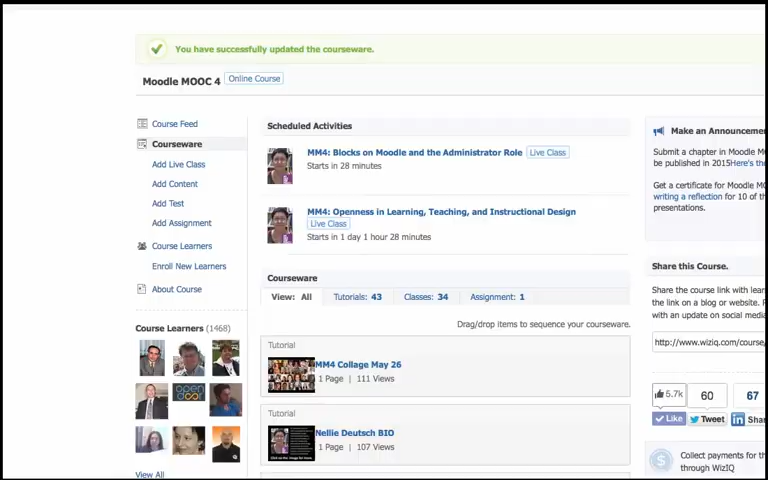 You have successfully updated the courseware.
Moodle MOOC 4 Online Course
Course Feed
Courseware
Add Live Class
Add Content
Add Test
Add Assignment
Course Learners
Enroll New Learners
About Course
Course Learners (1468)
open
door
View All
Scheduled Activities
MM4: Blocks on Moodle and the Administrator Role Live Class
Starts in 28 minutes
MM4: Openness in Learning, Teaching, and Instructional Design
Live Class
Starts in 1 day 1 hour 28 minutes
Courseware
View: All Tutorials: 43 Classes: 34 Assignment: 1
Drag/drop items to sequence your courseware.
Tutorial
MM4 Collage May 26
1 Page | 111 Views
Tutorial
Nellie Deutsch BIO
1 Page | 107 Views
Make an Announcemen
Submit a chapter in Moodle M
be published in 2015Here's th
Get a certificate for Moodle M
writing a reflection for 10 of th
presentations.
Share this Course.
Share the course link with lear
the link on a blog or website.
with an update on social media
http://www.wiziq.com/course/
5.7k 60 67
Like Tweet in Shar
Collect payments for th
through WizIQ